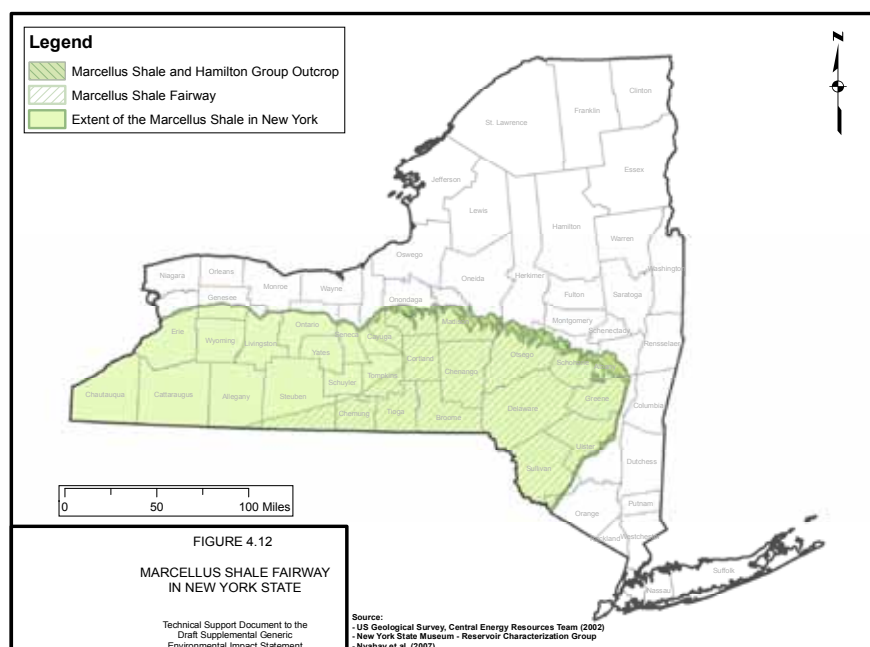 Legend
Marcellus Shale and Hamilton Group Outcrop
Marcellus Shale Fairway
Extent of the Marcellus Shale in New York
Z
Clinton
Franklin
St. Lawrence
Essex
Jefferson
Lewis
Hamilton
Warren
Washington
Oswego
Oneida
Herkimer
Niagara
Orleans
Monroe
Wayne
Genesee
Onondaga
Fulton
Saratoga
Montgomery
Schenectady
Rensselaer
Erie
Wyoming
Livingston
Ontario
Yates
Seneca
Cayuga
Madison
Cortland
Chenango
Otsego
Schoharie
Chautauqua
Cattaraugus
Allegany
Steuben
Schuyler
Tompkins
Chemung
Tioga
Broome
Delaware
Greene
Columbia
Ulster
Sullivan
Dutchess
Orange
Putnam
Rockland
Westchester
Suffolk
Nassau
0 50 100 Miles
FIGURE 4.12
MARCELLUS SHALE FAIRWAY
IN NEW YORK STATE
Technical Support Document to the
Draft Supplemental Generic
Environmental Impact Statement
Source:
- US Geological Survey, Central Energy Resources Team (2002)
- New York State Museum - Reservoir Characterization Group
- Nyahay et al. (2007)